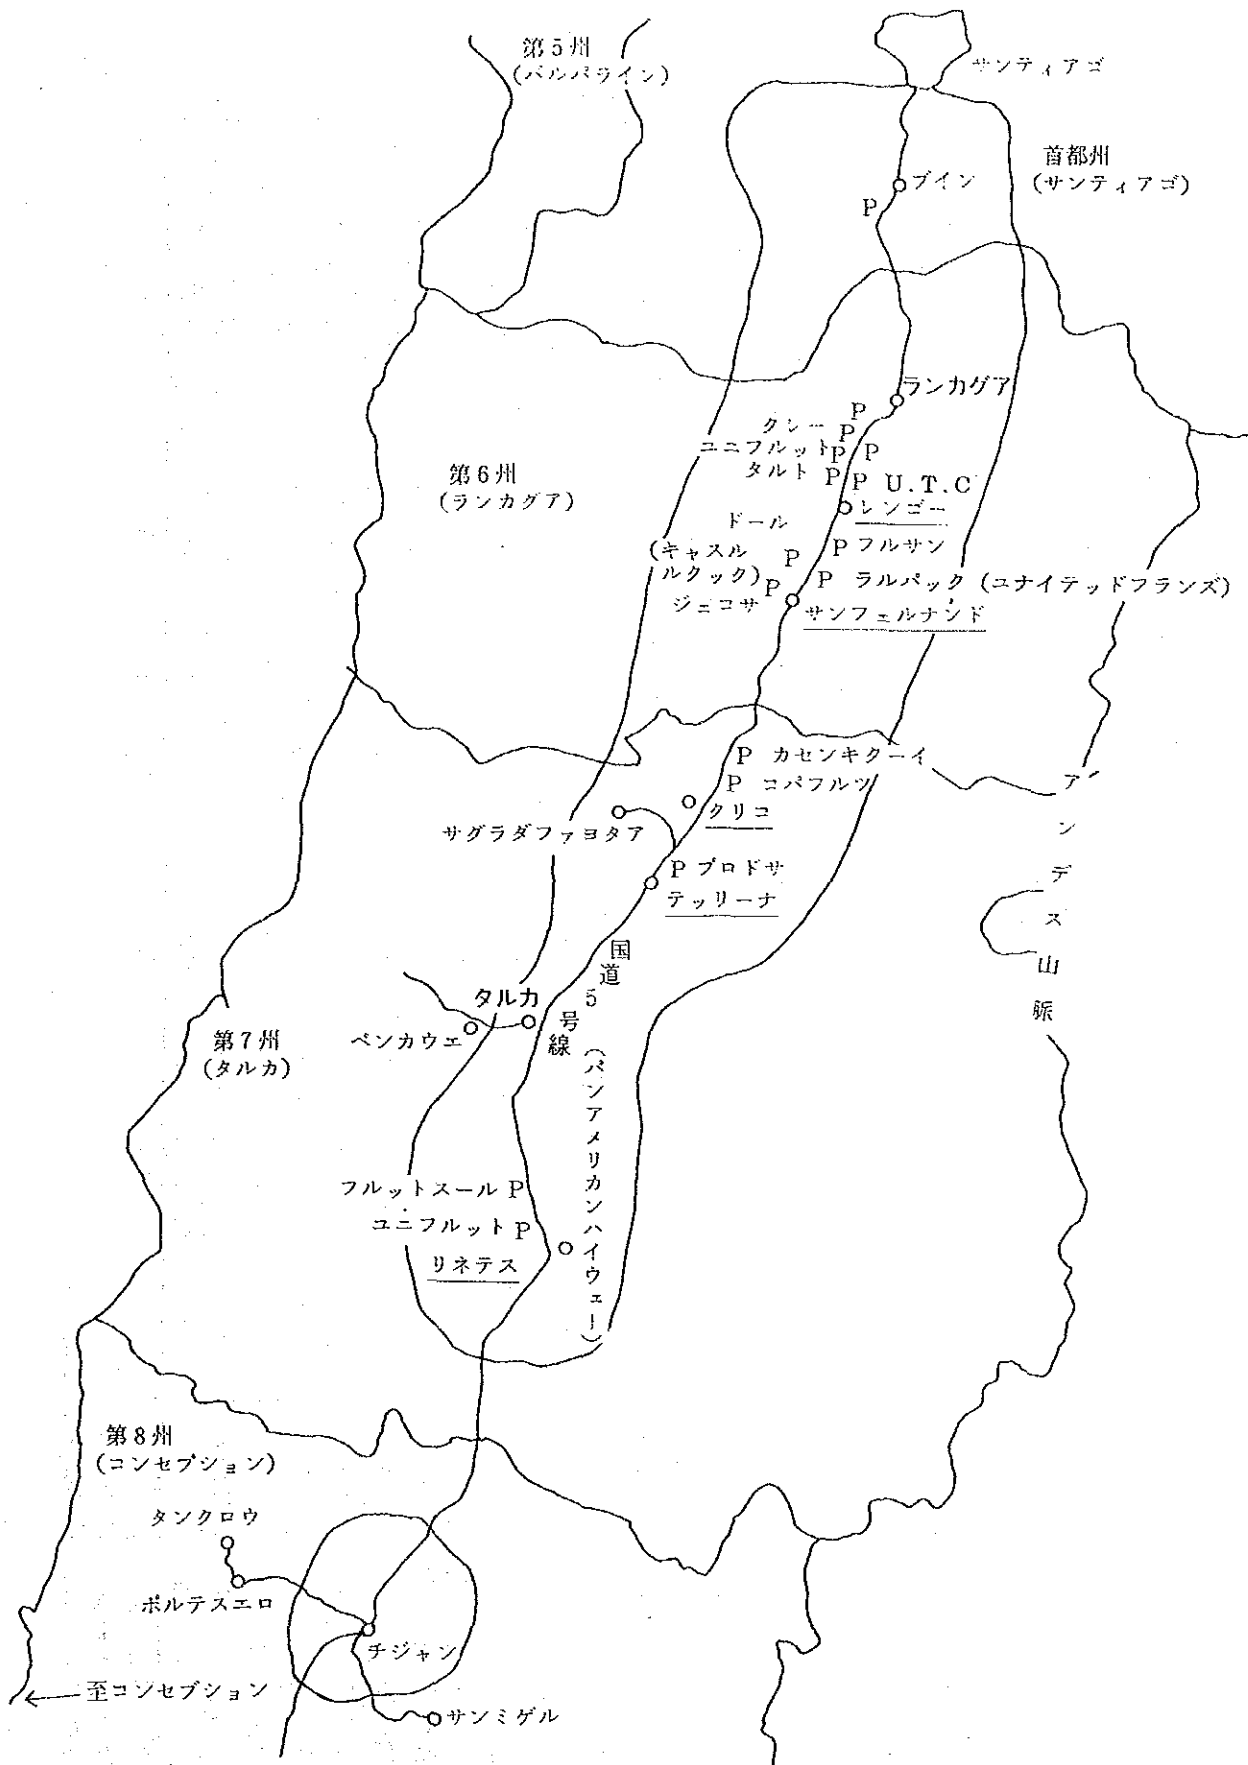 第5州
(バルパライン)
サンティアゴ
首都州
(サンティアゴ)
ブイン
P
ランカグア
P
クレー
P
ユニフルット
P
P
タルト
P
P
U.T.C
レンゴー
第6州
(ランカグア)
ドール
(キャスル
ルクック)
P
P
フルサン
P
ラルパック (ユナイテッドフランズ)
P
ジェコサ
サンフェルナンド
P
カセンキクーイ
P
コパフルツ
クリコ
サグラダファヨタア
P
プロドサ
テッリーナ
アンデス山脈
国道5号線
(パンアメリカンハイウェー)
タルカ
ペンカウエ
第7州
(タルカ)
フルットスール P
ユニフルット P
リネテス
第8州
(コンセプション)
タンクロウ
ポルテスエロ
チジャン
至コンセプション
サンミゲル